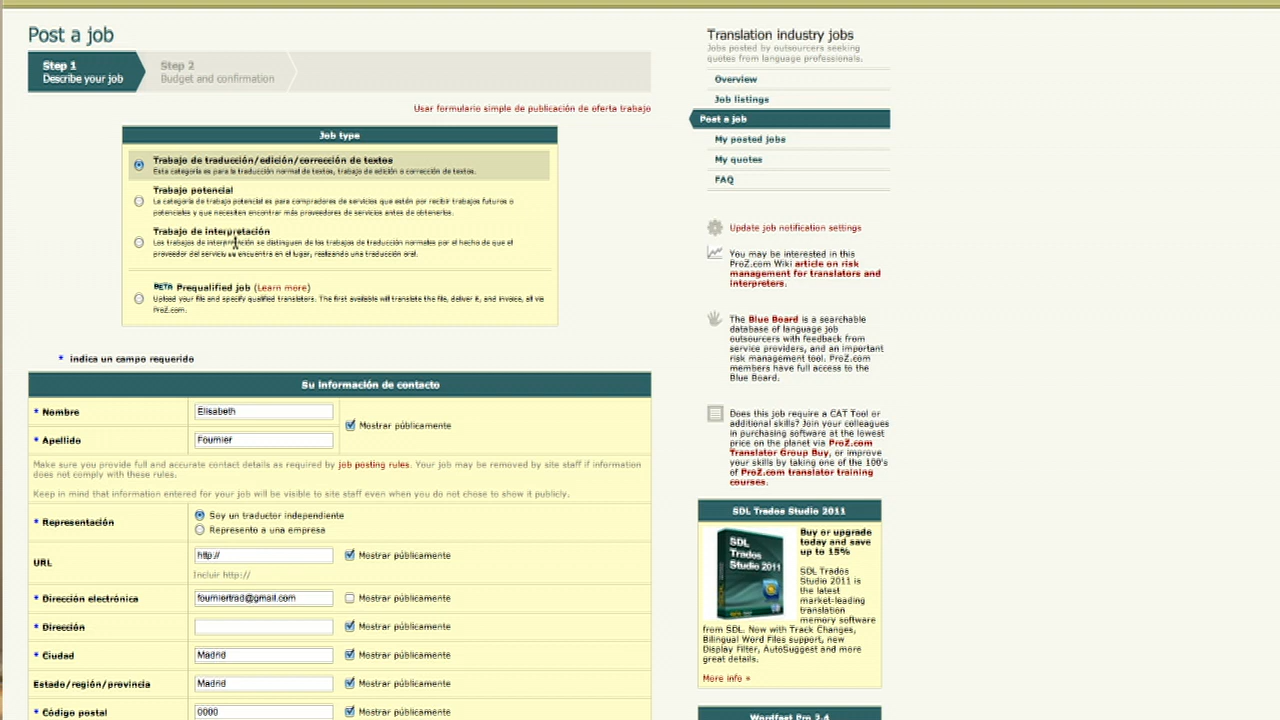 Post a job
Step 1
Describe your job
Step 2
Budget and confirmation
Usar formulario simple de publicación de oferta trabajo
Job type
Trabajo de traducción/edición/corrección de textos
Esta categoría es para la traducción normal de textos, trabajo de edición o corrección de textos.
Trabajo potencial
La categoría de trabajo potencial es para compradores de servicios que estén por recibir trabajos futuros o
potenciales y que necesiten encontrar más proveedores de servicios antes de obtenerlos.
Trabajo de interpretación
Los trabajos de interpretación se distinguen de los trabajos de traducción normales por el hecho de que el
proveedor del servicio se encuentra en el lugar, realizando una traducción oral.
BETA Prequalified job (Learn more)
Upload your file and specify qualified translators. The first available will translate the file, deliver it, and invoice, all via
ProZ.com.
* indica un campo requerido
Su información de contacto
* Nombre
Elisabeth
Mostrar públicamente
* Apellido
Fournier
Make sure you provide full and accurate contact details as required by job posting rules. Your job may be removed by site staff if information
does not comply with these rules.
Keep in mind that information entered for your job will be visible to site staff even when you do not chose to show it publicly.
* Representación
Soy un traductor independiente
Represento a una empresa
URL
http://
Mostrar públicamente
Incluir http://
* Dirección electrónica
fourniertrad@gmail.com
Mostrar públicamente
* Dirección
Mostrar públicamente
* Ciudad
Madrid
Mostrar públicamente
Estado/región/provincia
Madrid
Mostrar públicamente
* Código postal
0000
Mostrar públicamente
Translation industry jobs
Jobs posted by outsourcers seeking
quotes from language professionals.
Overview
Job listings
Post a job
My posted jobs
My quotes
FAQ
Update job notification settings
You may be interested in this
ProZ.com Wiki article on risk
management for translators and
interpreters.
The Blue Board is a searchable
database of language job
outsourcers with feedback from
service providers, and an important
risk management tool. ProZ.com
members have full access to the
Blue Board.
Does this job require a CAT Tool or
additional skills? Join your colleagues
in purchasing software at the lowest
price on the planet via ProZ.com
Translator Group Buy, or improve
your skills by taking one of the 100's
of ProZ.com translator training
courses.
SDL Trados Studio 2011
SDL
Trados
Studio 2011
Buy or upgrade
today and save
up to 15%
SDL Trados
Studio 2011 is
the latest
market-leading
translation
memory software
from SDL. Now with Track Changes,
Bilingual Word Files support, new
Display Filter, AutoSuggest and more
great details.
More info »
Wordfast Pro 2.4